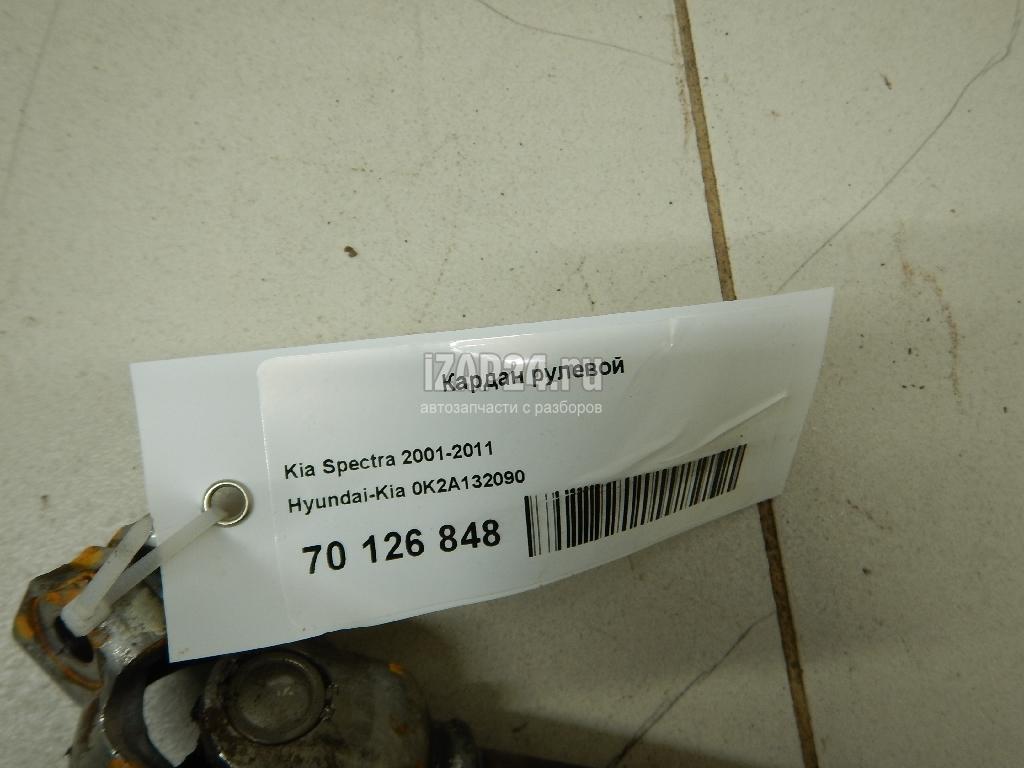 iZAP24.ru
Кардан рулевой
автозапчасти с разборов
Kia Spectra 2001-2011
Hyundai-Kia 0K2A132090
70 126 848